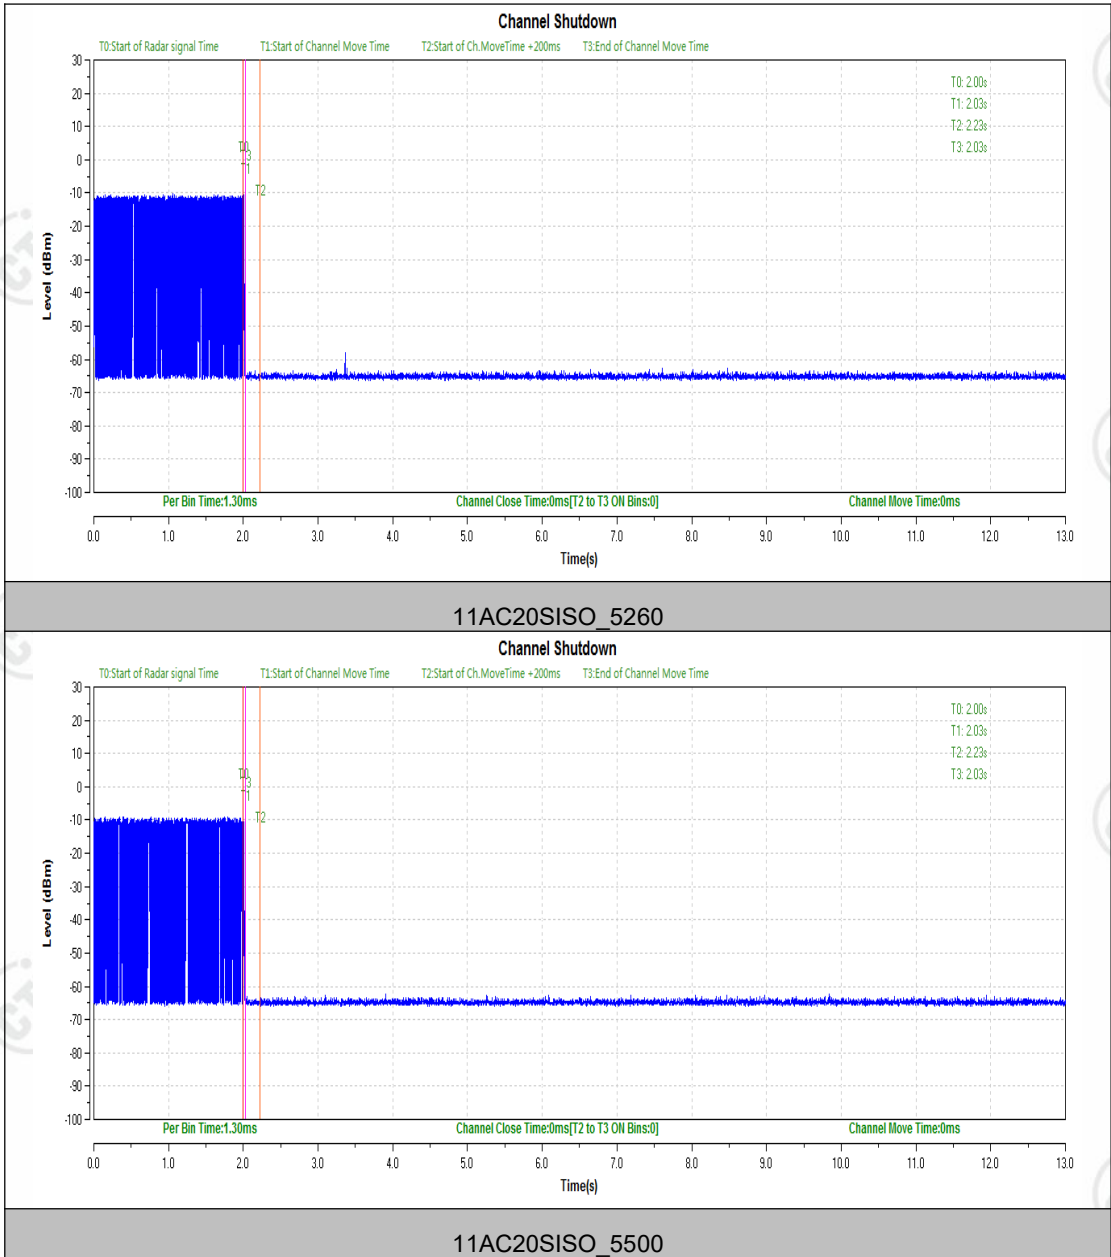 Channel Shutdown
T0:Start of Radar signal Time T1:Start of Channel Move Time T2:Start of Ch.MoveTime +200ms T3:End of Channel Move Time
30
20
10
0
-10
-20
-30
-40
-50
-60
-70
-80
-90
-100
Level (dBm)
T0: 2.00s
T1: 2.03s
T2: 2.23s
T3: 2.03s
T0
T3
T1
T2
Per Bin Time:1.30ms Channel Close Time:0ms[T2 to T3 ON Bins:0] Channel Move Time:0ms
0.0 1.0 2.0 3.0 4.0 5.0 6.0 7.0 8.0 9.0 10.0 11.0 12.0 13.0
Time(s)
11AC20SISO_5260
Channel Shutdown
T0:Start of Radar signal Time T1:Start of Channel Move Time T2:Start of Ch.MoveTime +200ms T3:End of Channel Move Time
30
20
10
0
-10
-20
-30
-40
-50
-60
-70
-80
-90
-100
Level (dBm)
T0: 2.00s
T1: 2.03s
T2: 2.23s
T3: 2.03s
T0
T3
T1
T2
Per Bin Time:1.30ms Channel Close Time:0ms[T2 to T3 ON Bins:0] Channel Move Time:0ms
0.0 1.0 2.0 3.0 4.0 5.0 6.0 7.0 8.0 9.0 10.0 11.0 12.0 13.0
Time(s)
11AC20SISO_5500